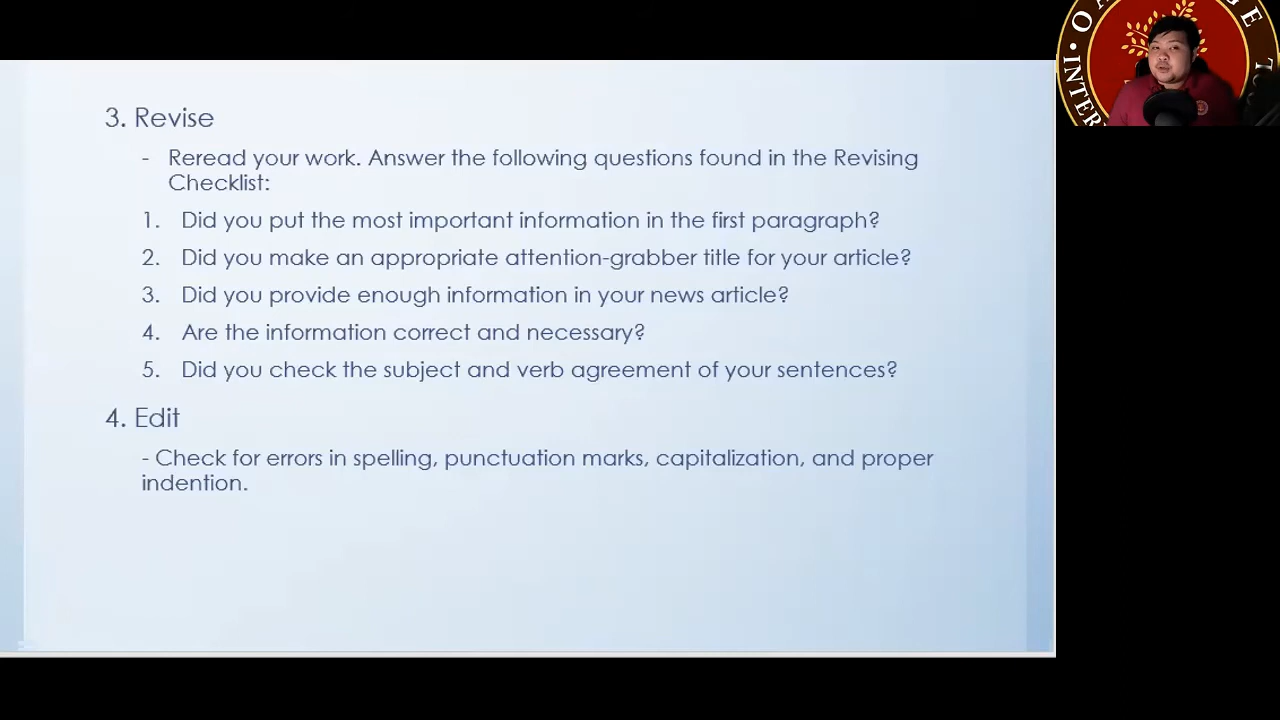 3. Revise
- Reread your work. Answer the following questions found in the Revising
Checklist:
1. Did you put the most important information in the first paragraph?
2. Did you make an appropriate attention-grabber title for your article?
3. Did you provide enough information in your news article?
4. Are the information correct and necessary?
5. Did you check the subject and verb agreement of your sentences?
4. Edit
- Check for errors in spelling, punctuation marks, capitalization, and proper
indention.